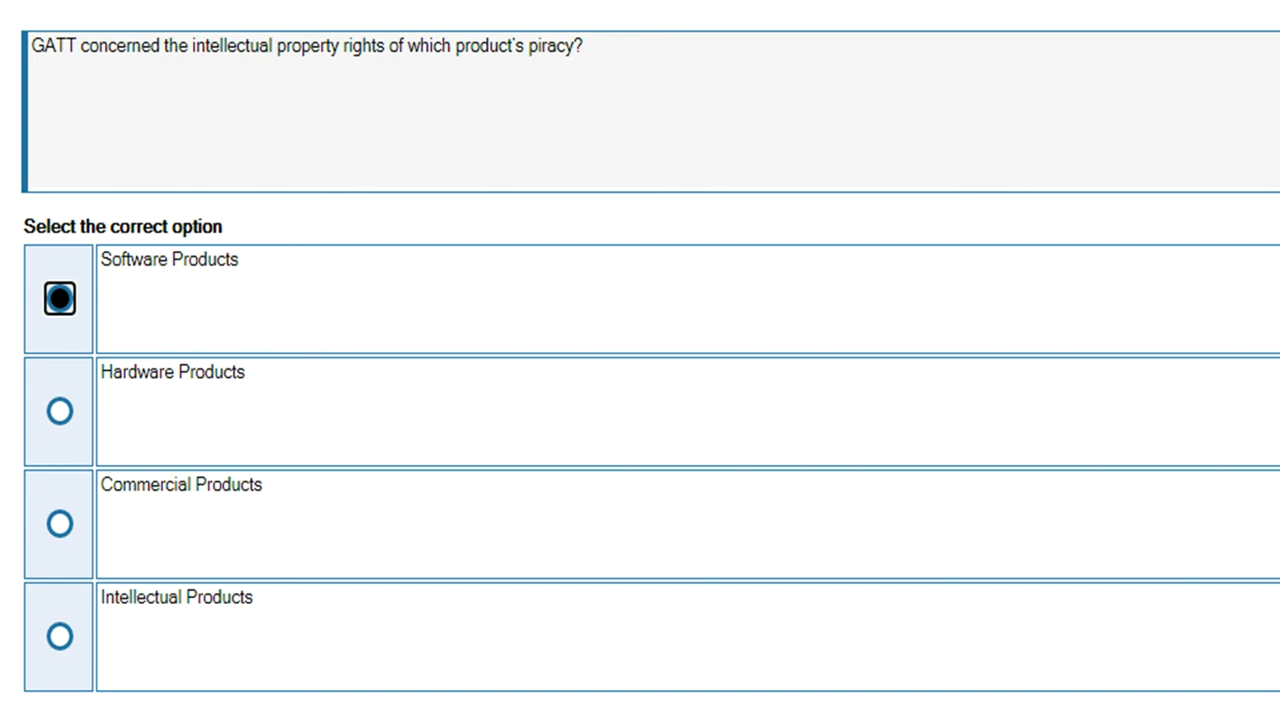 GATT concerned the intellectual property rights of which product's piracy?
Select the correct option
Software Products
Hardware Products
Commercial Products
Intellectual Products